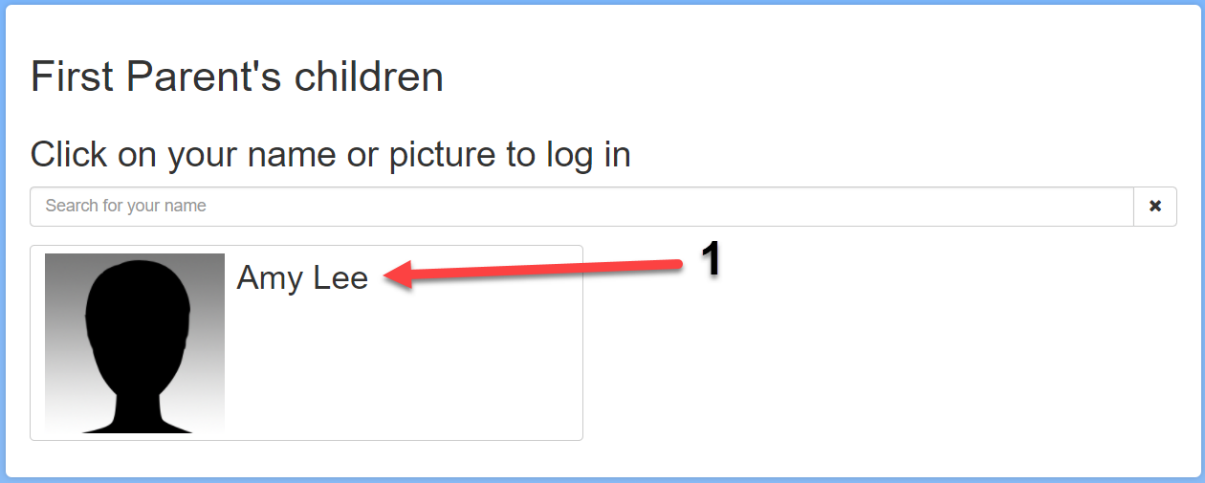 First Parent's children
Click on your name or picture to log in
Search for your name ×
Amy Lee
1